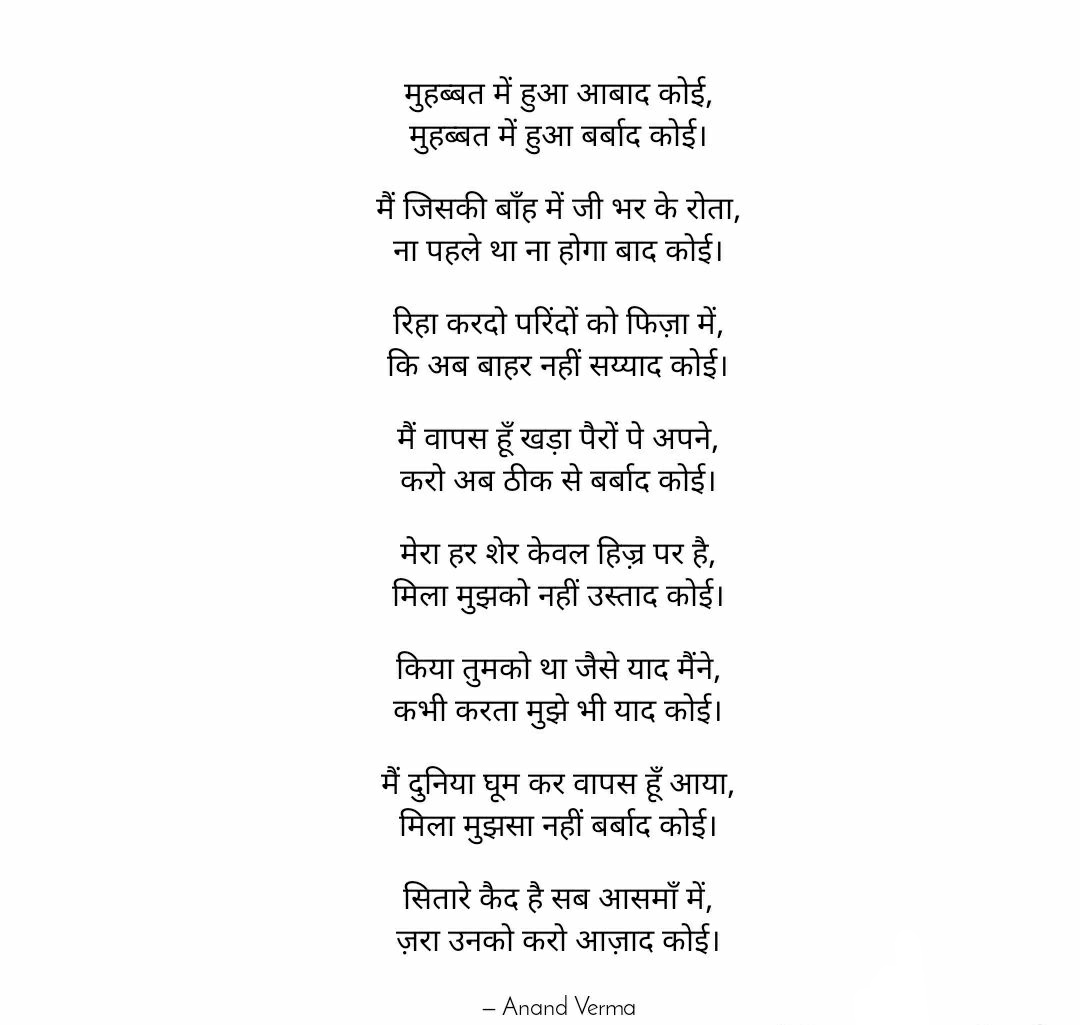 मुहब्बत में हुआ आबाद कोई,
मुहब्बत में हुआ बर्बाद कोई।
मैं जिसकी बाँह में जी भर के रोता,
ना पहले था ना होगा बाद कोई।
रिहा करदो परिंदों को फिज़ा में,
कि अब बाहर नहीं सय्याद कोई।
मैं वापस हूँ खड़ा पैरों पे अपने,
करो अब ठीक से बर्बाद कोई।
मेरा हर शेर केवल हिज़्र पर है,
मिला मुझको नहीं उस्ताद कोई।
किया तुमको था जैसे याद मैंने,
कभी करता मुझे भी याद कोई।
मैं दुनिया घूम कर वापस हूँ आया,
मिला मुझसा नहीं बर्बाद कोई।
सितारे कैद है सब आसमाँ में,
ज़रा उनको करो आज़ाद कोई।
– Anand Verma